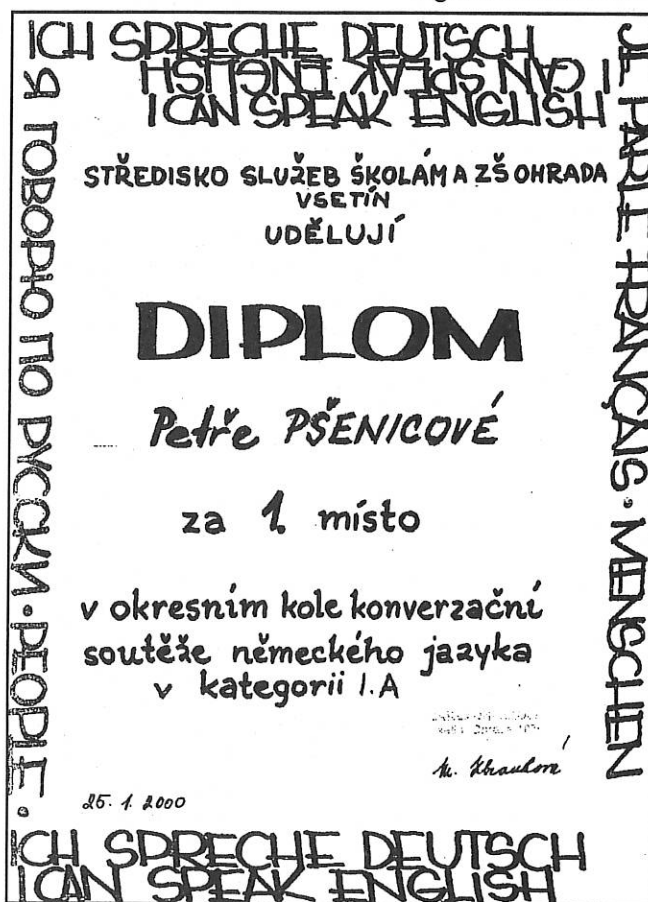 ICH SPRECHE DEUTSCH
I CAN SPEAK ENGLISH
I CAN SPEAK ENGLISH
Я ГОВОРЮ ПО РУССКИ · PEOPLE ·
JE PARLE FRANÇAIS · MENSCHEN
STŘEDISKO SLUŽEB ŠKOLÁM A ZŠ OHRADA
VSETÍN
UDĚLUJÍ
DIPLOM
Petře PŠENICOVÉ
za 1. místo
v okresním kole konverzační
soutěže německého jazyka
v kategorii I.A
25. 1. 2000
ICH SPRECHE DEUTSCH
I CAN SPEAK ENGLISH